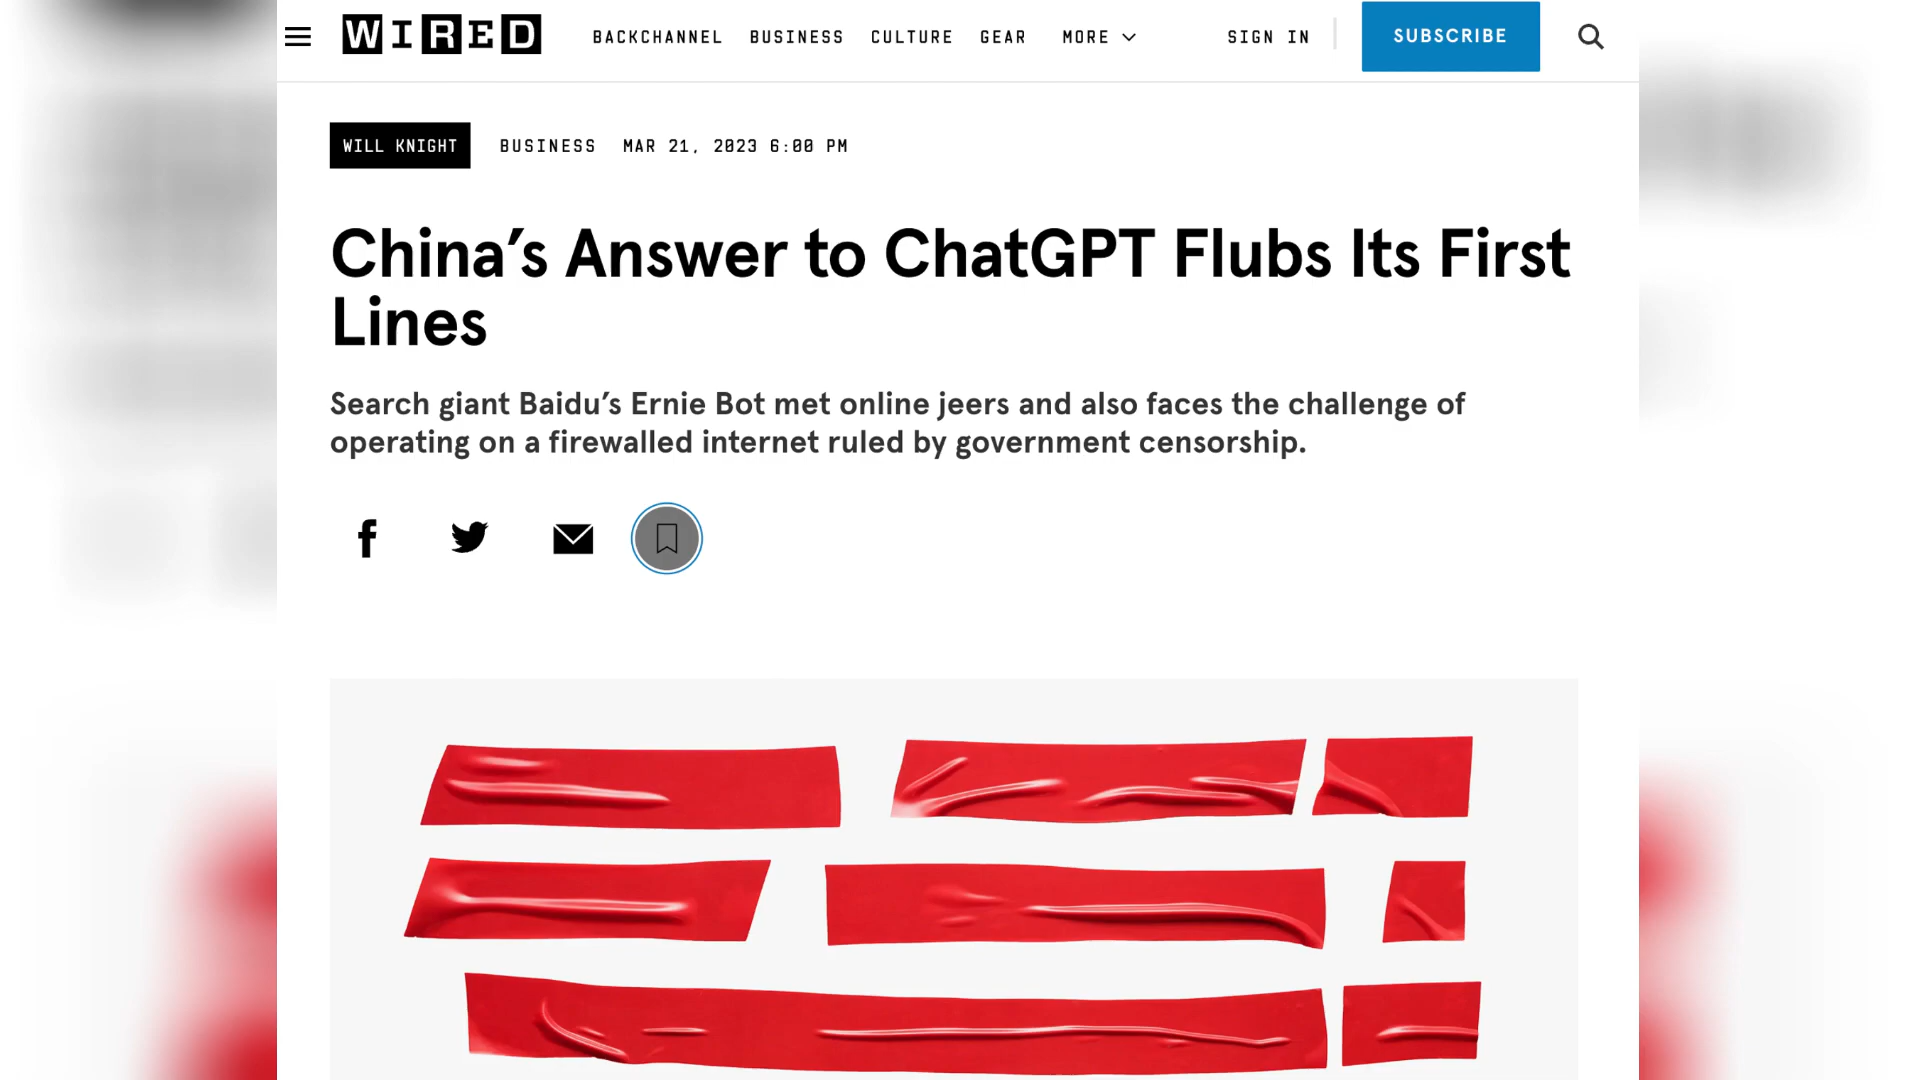 WIRED
BACKCHANNEL BUSINESS CULTURE GEAR MORE SIGN IN SUBSCRIBE
WILL KNIGHT BUSINESS MAR 21, 2023 6:00 PM
China’s Answer to ChatGPT Flubs Its First
Lines
Search giant Baidu’s Ernie Bot met online jeers and also faces the challenge of
operating on a firewalled internet ruled by government censorship.